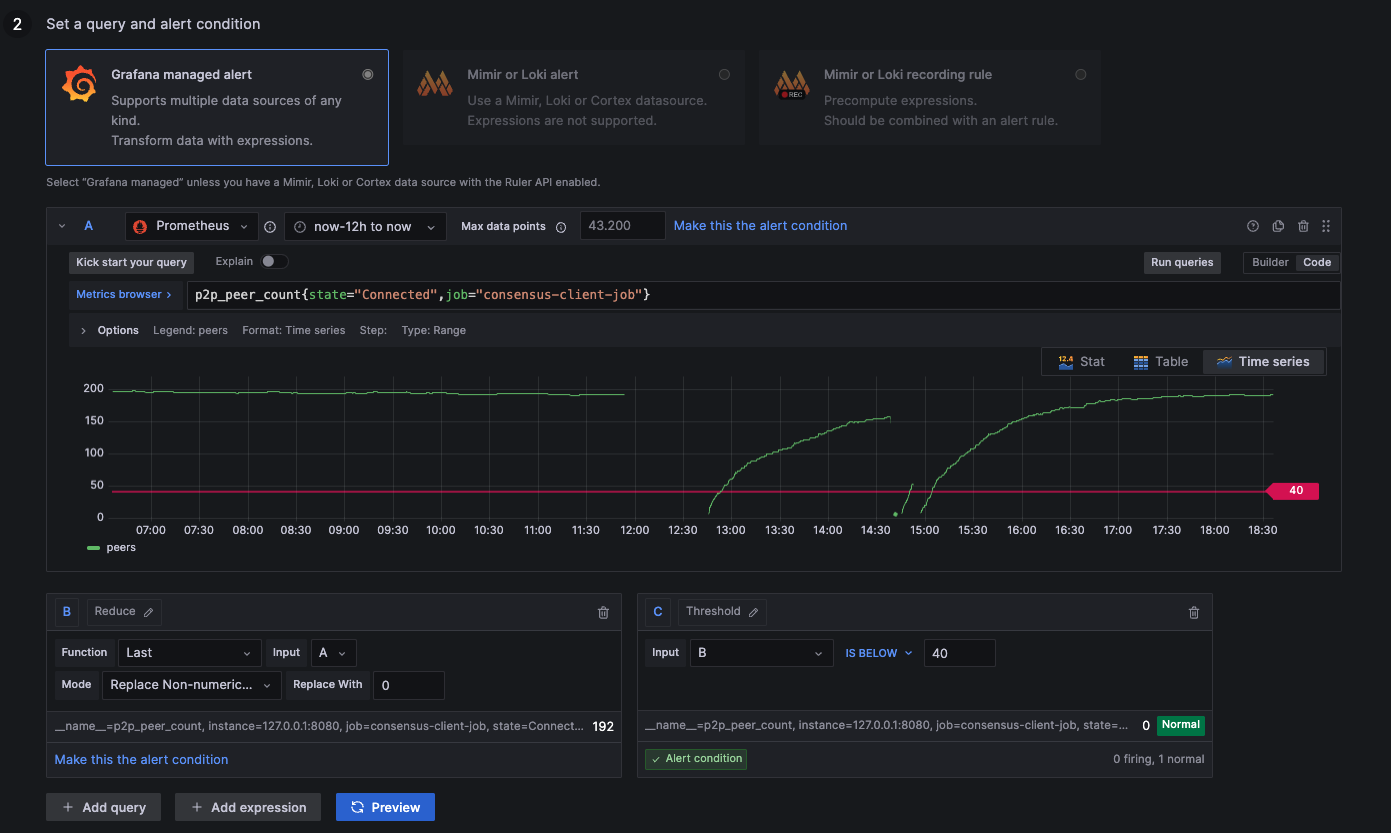 2 Set a query and alert condition
Grafana managed alert
Supports multiple data sources of any
kind.
Transform data with expressions.
Mimir or Loki alert
Use a Mimir, Loki or Cortex datasource.
Expressions are not supported.
REC
Mimir or Loki recording rule
Precompute expressions.
Should be combined with an alert rule.
Select "Grafana managed" unless you have a Mimir, Loki or Cortex data source with the Ruler API enabled.
A Prometheus now-12h to now Max data points 43.200 Make this the alert condition
Kick start your query Explain Run queries Builder Code
Metrics browser > p2p_peer_count{state="Connected",job="consensus-client-job"}
> Options Legend: peers Format: Time series Step: Type: Range
12.4 Stat Table Time series
200
150
100
50
0
40
07:00 07:30 08:00 08:30 09:00 09:30 10:00 10:30 11:00 11:30 12:00 12:30 13:00 13:30 14:00 14:30 15:00 15:30 16:00 16:30 17:00 17:30 18:00 18:30
peers
B Reduce
Function Last Input A
Mode Replace Non-numeric... Replace With 0
__name__=p2p_peer_count, instance=127.0.0.1:8080, job=consensus-client-job, state=Connect... 192
Make this the alert condition
C Threshold
Input B IS BELOW 40
__name__=p2p_peer_count, instance=127.0.0.1:8080, job=consensus-client-job, state=... 0 Normal
Alert condition 0 firing, 1 normal
+ Add query + Add expression Preview